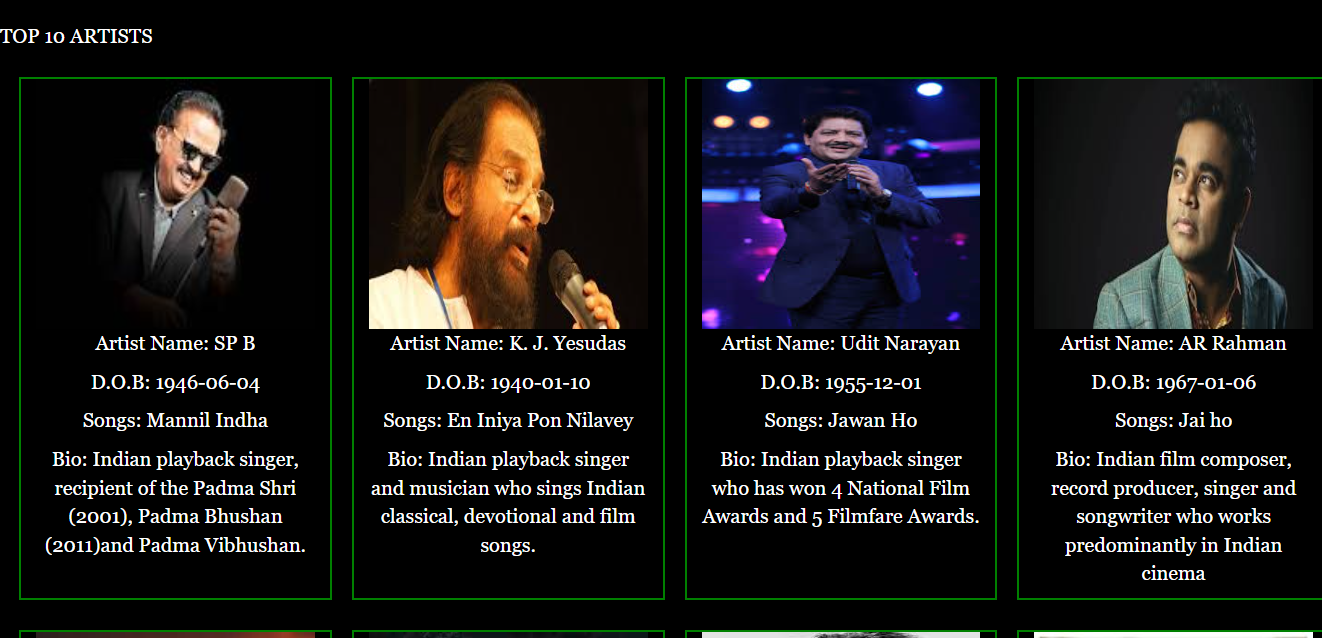 TOP 10 ARTISTS
Artist Name: SP B
D.O.B: 1946-06-04
Songs: Mannil Indha
Bio: Indian playback singer,
recipient of the Padma Shri
(2001), Padma Bhushan
(2011)and Padma Vibhushan.
Artist Name: K. J. Yesudas
D.O.B: 1940-01-10
Songs: En Iniya Pon Nilavey
Bio: Indian playback singer
and musician who sings Indian
classical, devotional and film
songs.
Artist Name: Udit Narayan
D.O.B: 1955-12-01
Songs: Jawan Ho
Bio: Indian playback singer
who has won 4 National Film
Awards and 5 Filmfare Awards.
Artist Name: AR Rahman
D.O.B: 1967-01-06
Songs: Jai ho
Bio: Indian film composer,
record producer, singer and
songwriter who works
predominantly in Indian
cinema